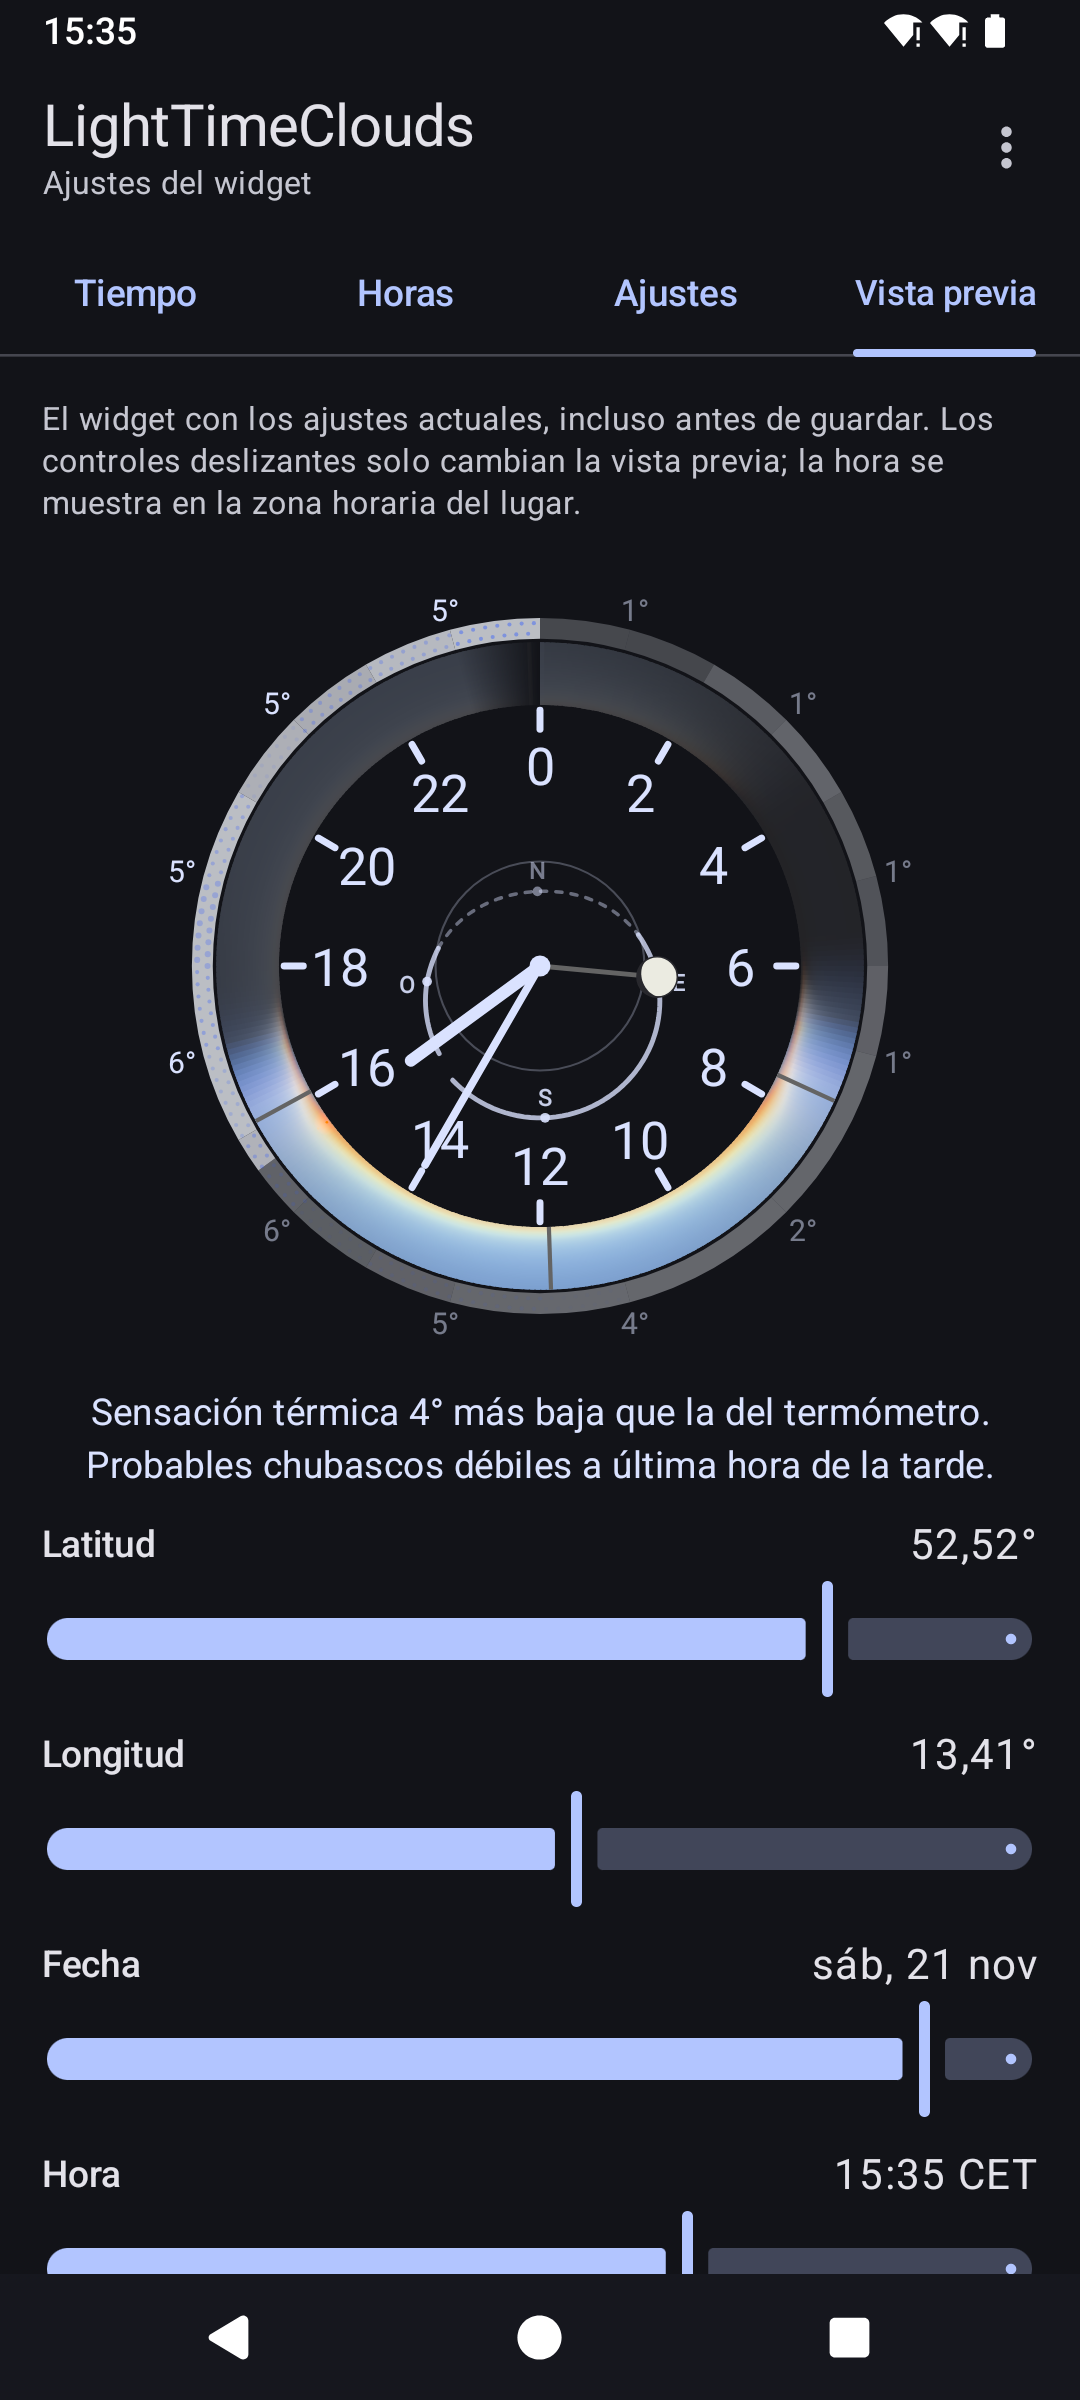 15:35
LightTimeClouds
Ajustes del widget
Tiempo Horas Ajustes Vista previa
El widget con los ajustes actuales, incluso antes de guardar. Los
controles deslizantes solo cambian la vista previa; la hora se
muestra en la zona horaria del lugar.
5° 1°
5° 1°
0
22 2
20 4
5° N 1°
18 O E 6
6° 16 8 1°
S
14 12 10
6° 2°
5° 4°
Sensación térmica 4° más baja que la del termómetro.
Probables chubascos débiles a última hora de la tarde.
Latitud 52,52°
Longitud 13,41°
Fecha sáb, 21 nov
Hora 15:35 CET